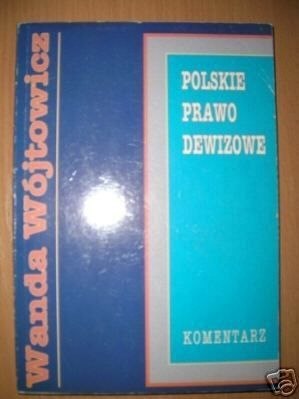 Wanda Wójtowicz
POLSKIE
PRAWO
DEWIZOWE
KOMENTARZ